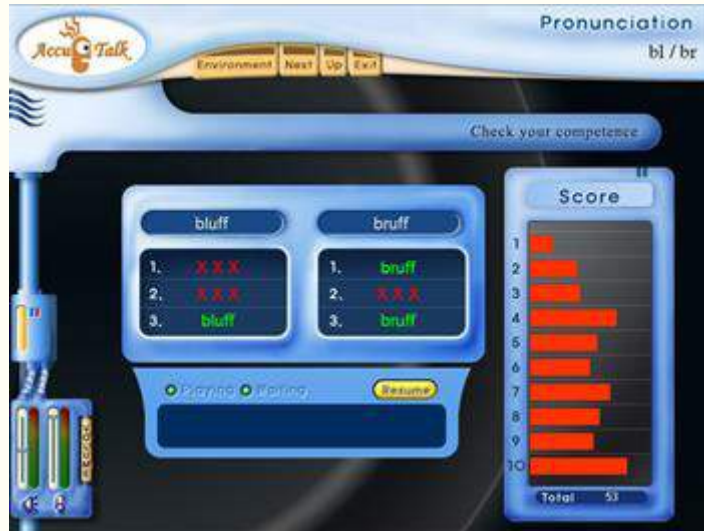 Pronunciation
Accu Talk
bl / br
Environment Next Up Exit
Check your competence
Score
bluff
bruff
1. XXX
2. XXX
3. bluff
1. bruff
2. XXX
3. bruff
Playing Waiting Resume
1
2
3
4
5
6
7
8
9
10
Total 53